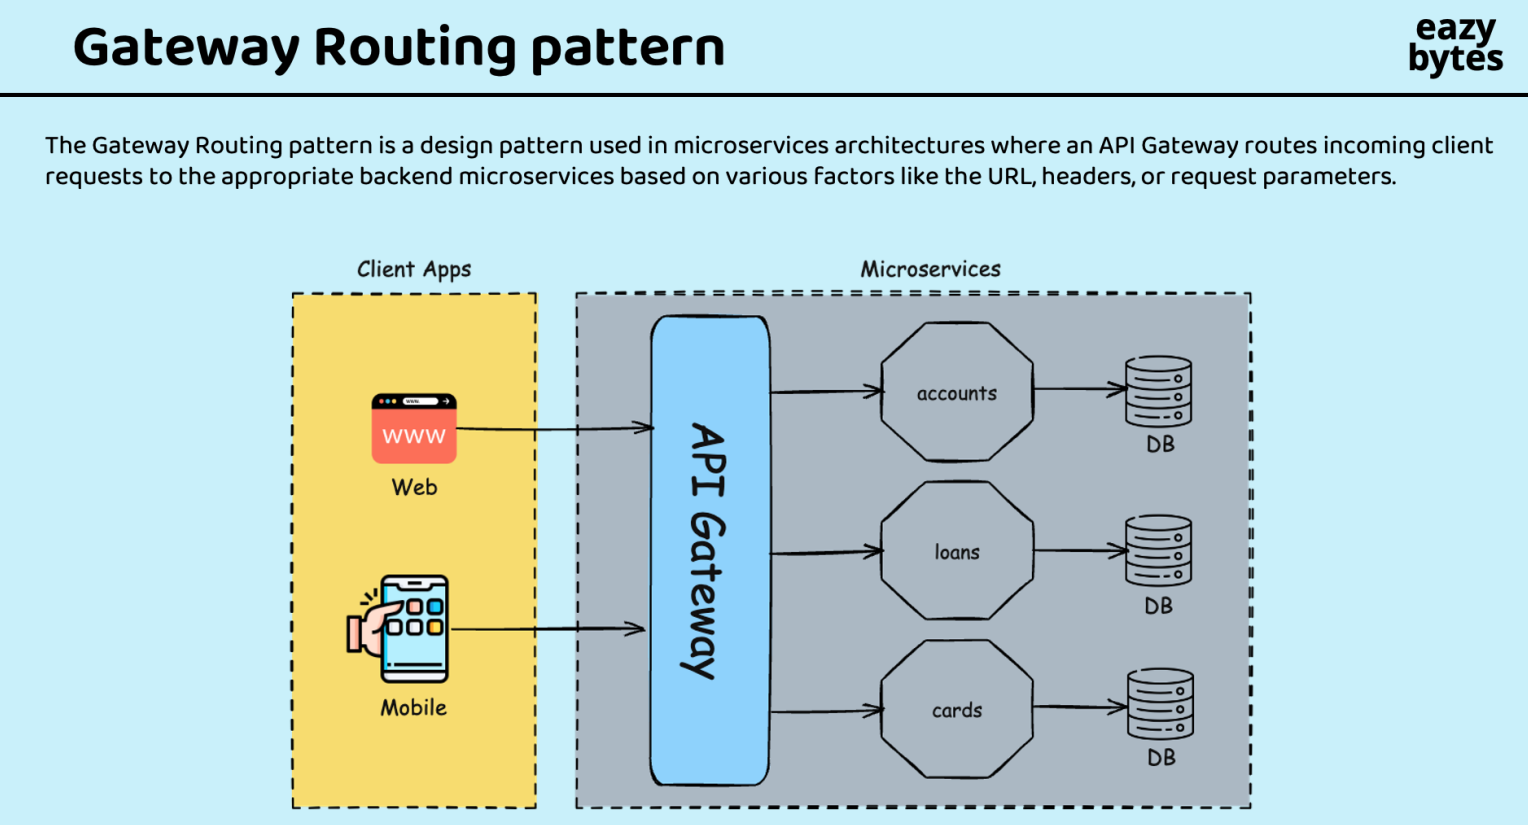 Gateway Routing pattern
eazy
bytes
The Gateway Routing pattern is a design pattern used in microservices architectures where an API Gateway routes incoming client
requests to the appropriate backend microservices based on various factors like the URL, headers, or request parameters.
Client Apps
Microservices
www
WWW
Web
Mobile
API Gateway
accounts
DB
loans
DB
cards
DB